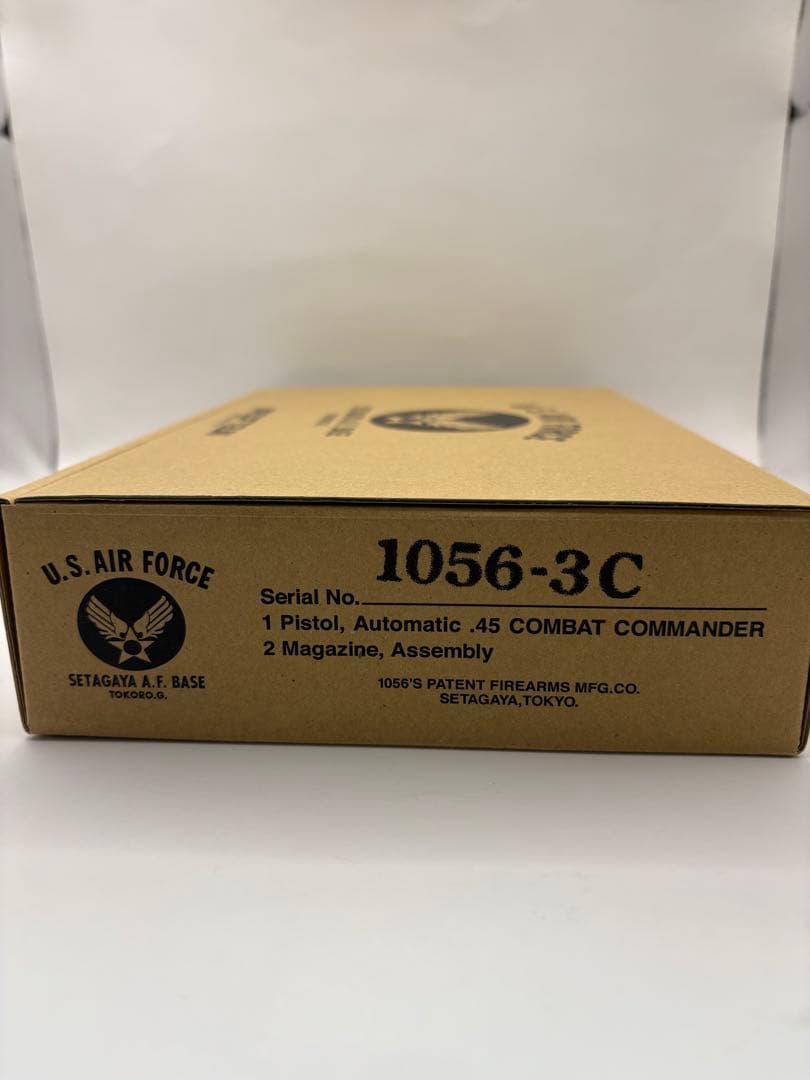 U.S. AIR FORCE
SETAGAYA A.F. BASE
TOKORO.G.
1056-3C
Serial No.
1 Pistol, Automatic .45 COMBAT COMMANDER
2 Magazine, Assembly
1056'S PATENT FIREARMS MFG.CO.
SETAGAYA,TOKYO.